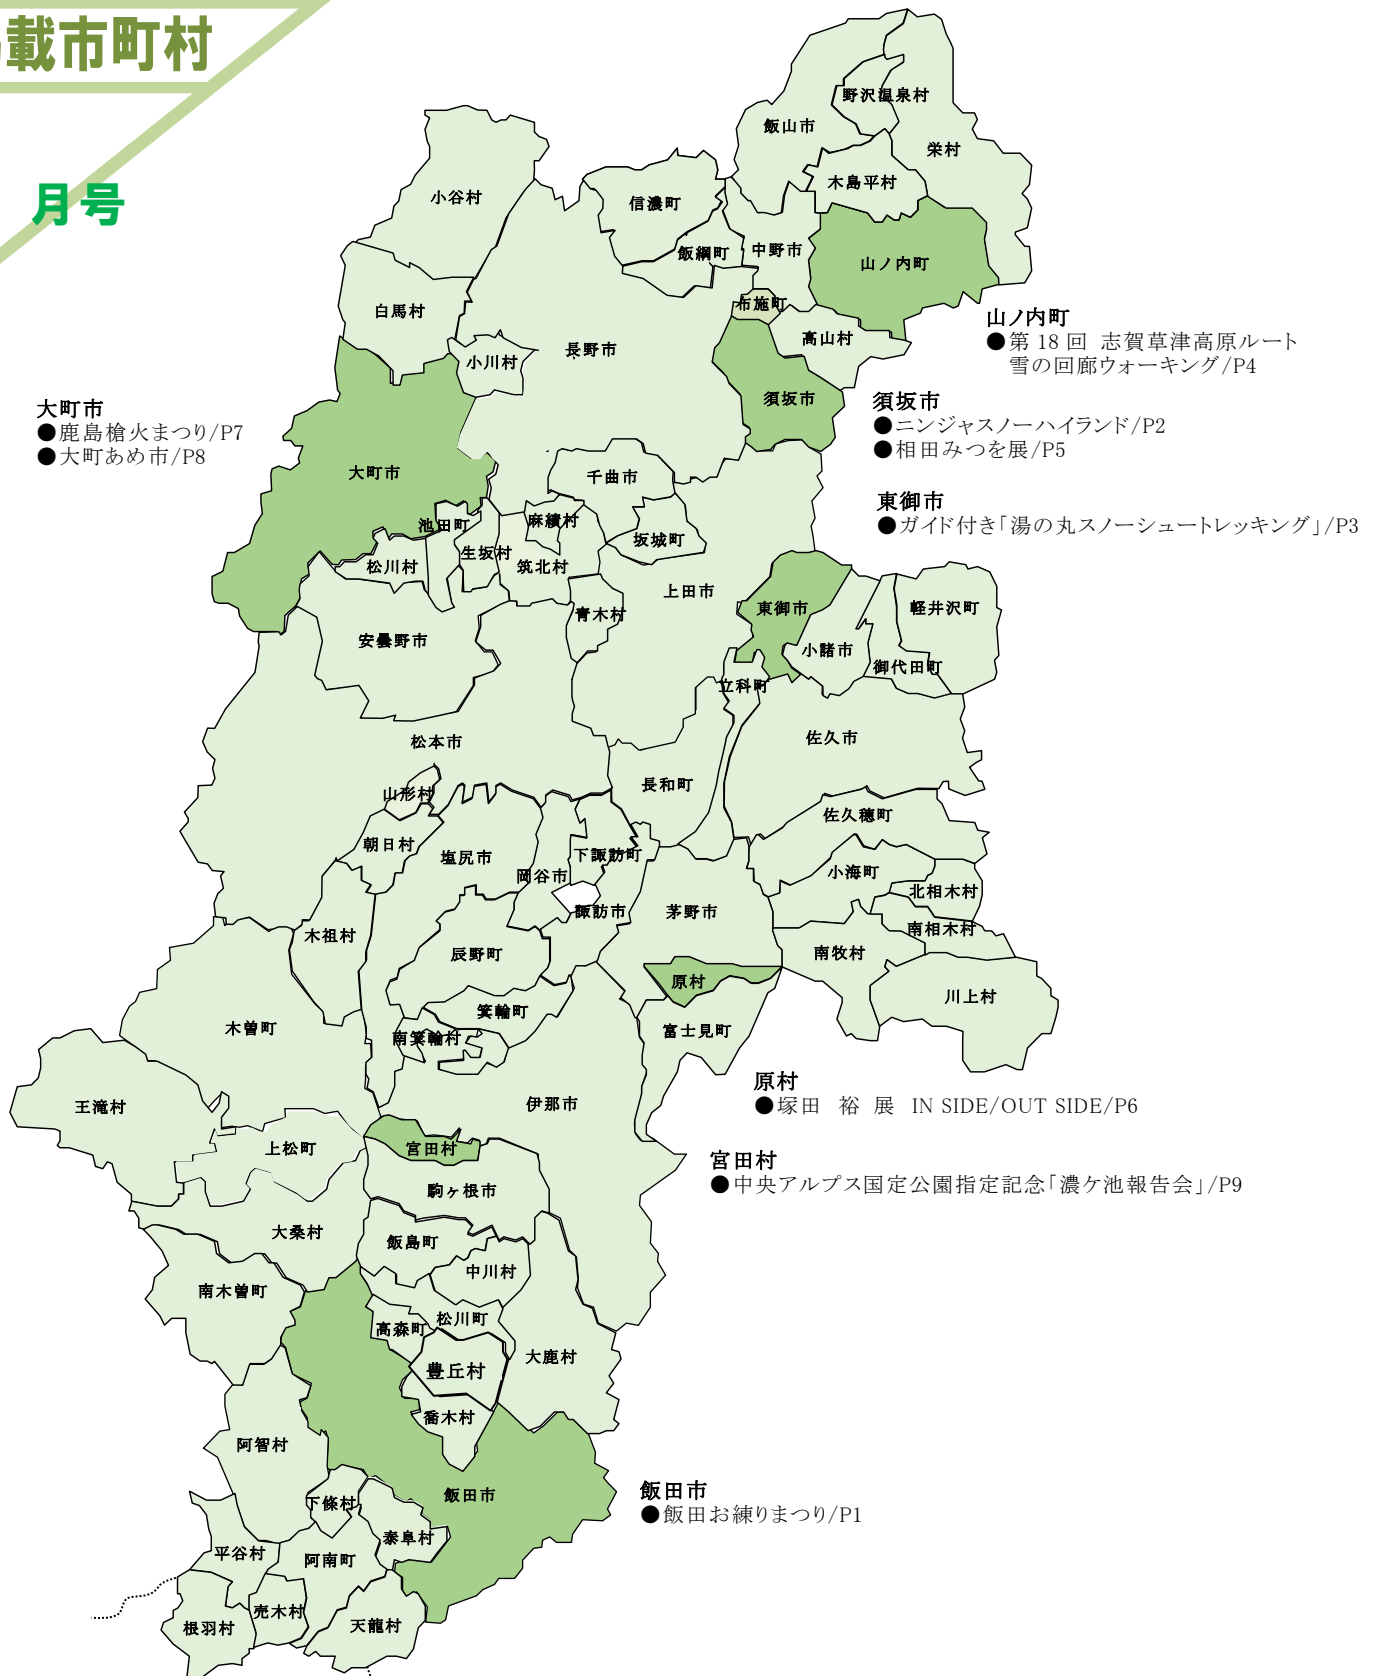 載市町村
月号
野沢温泉村
飯山市
栄村
木島平村
小谷村
信濃町
飯綱町
中野市
山ノ内町
白馬村
布施町
高山村
小川村
長野市
須坂市
山ノ内町
●第 18 回 志賀草津高原ルート
雪の回廊ウォーキング/P4
大町市
●鹿島槍火まつり/P7
●大町あめ市/P8
須坂市
●ニンジャスノーハイランド/P2
●相田みつを展/P5
東御市
●ガイド付き「湯の丸スノーシュートレッキング」/P3
大町市
千曲市
池田町
麻績村
坂城町
生坂村
松川村
筑北村
上田市
青木村
東御市
軽井沢町
安曇野市
小諸市
御代田町
立科町
松本市
佐久市
長和町
山形村
佐久穂町
朝日村
塩尻市
下諏訪町
岡谷市
小海町
北相木村
諏訪市
茅野市
南相木村
木祖村
辰野町
南牧村
原村
川上村
箕輪町
木曽町
南箕輪村
富士見町
原村
●塚田 裕 展 IN SIDE/OUT SIDE/P6
王滝村
伊那市
上松町
宮田村
宮田村
●中央アルプス国定公園指定記念「濃ケ池報告会」/P9
駒ヶ根市
大桑村
飯島町
中川村
南木曽町
松川町
高森町
大鹿村
豊丘村
喬木村
阿智村
飯田市
飯田市
●飯田お練りまつり/P1
下條村
泰阜村
平谷村
阿南町
売木村
根羽村
天龍村